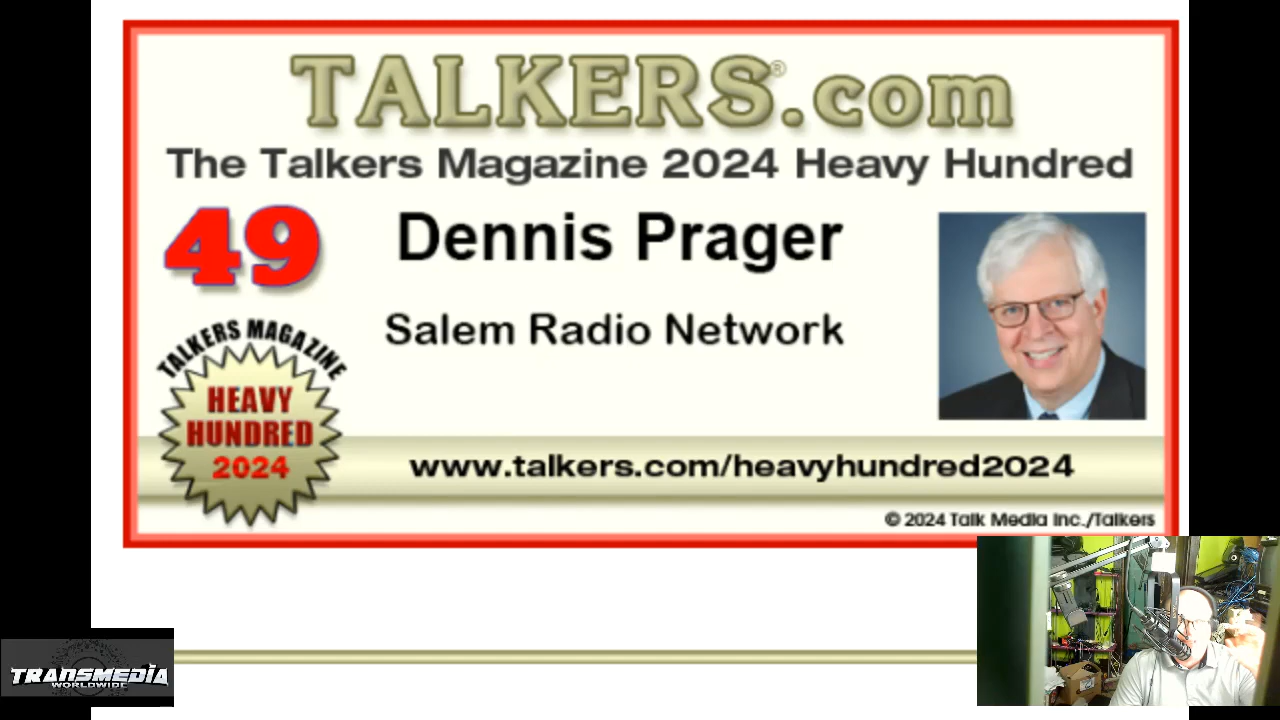 TALKERS®.com
The Talkers Magazine 2024 Heavy Hundred
49
Dennis Prager
Salem Radio Network
TALKERS MAGAZINE
HEAVY
HUNDRED
2024
www.talkers.com/heavyhundred2024
© 2024 Talk Media Inc./Talkers
TRANSMEDIA
WORLDWIDE